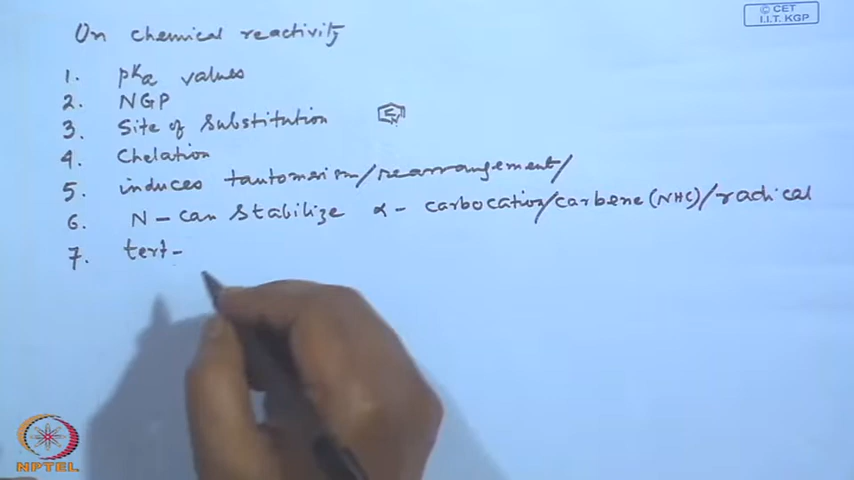 © CET
I.I.T. KGP
On chemical reactivity
1. pKa values
2. NGP
3. Site of substitution
4. Chelation
5. induces tautomerism/rearrangement/
6. N - can stabilize α - carbocation/carbene (NHC)/radical
7. tert-
NPTEL